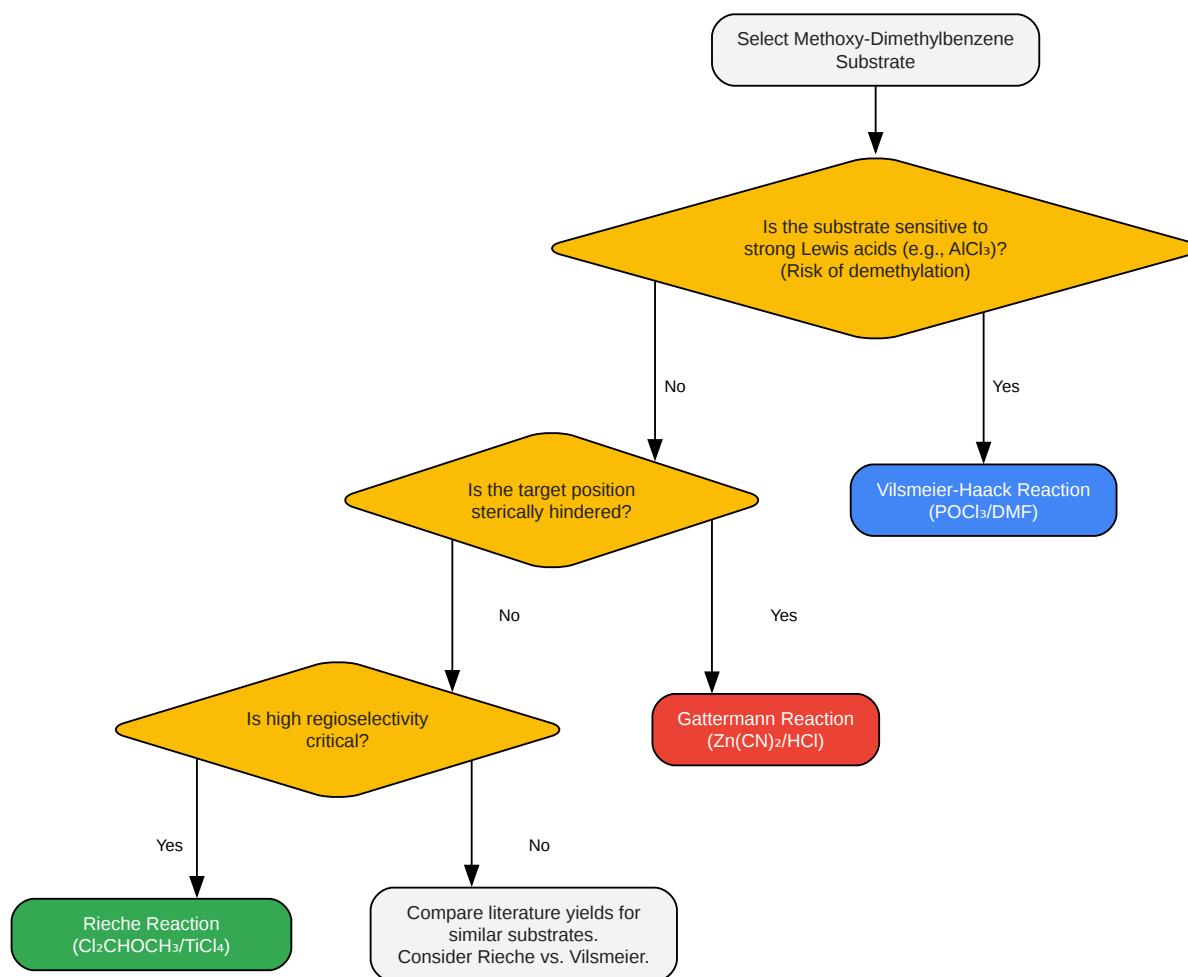 Select Methoxy-Dimethylbenzene
Substrate
Is the substrate sensitive to
strong Lewis acids (e.g., AlCl₃)?
(Risk of demethylation)
No
Yes
Is the target position
sterically hindered?
Vilsmeier-Haack Reaction
(POCl₃/DMF)
No
Yes
Is high regioselectivity
critical?
Gattermann Reaction
(Zn(CN)₂/HCl)
Yes
No
Rieche Reaction
(Cl₂CHOCH₃/TiCl₄)
Compare literature yields for
similar substrates.
Consider Rieche vs. Vilsmeier.